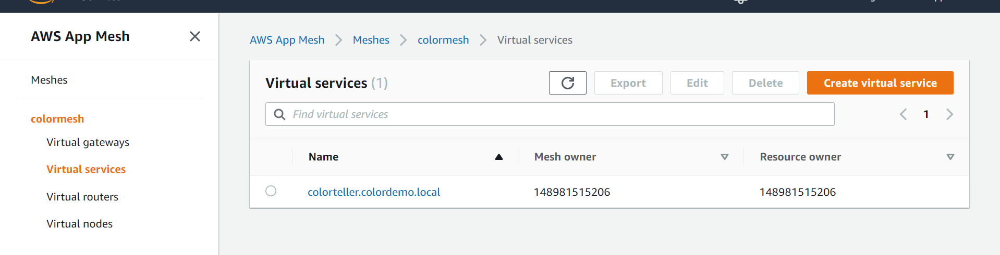 AWS App Mesh
Meshes
colormesh
Virtual gateways
Virtual services
Virtual routers
Virtual nodes
AWS App Mesh Meshes colormesh Virtual services
Virtual services (1)
Export Edit Delete Create virtual service
Find virtual services
1
Name Mesh owner Resource owner
colorteller.colordemo.local 148981515206 148981515206